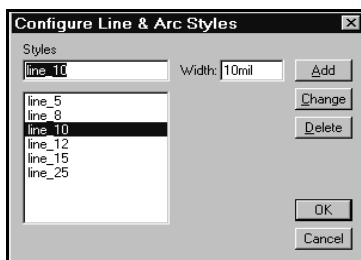 Configure Line & Arc Styles
Styles
line_10
Width: 10mil
Add
line_5
line_8
line_10
line_12
line_15
line_25
Change
Delete
OK
Cancel